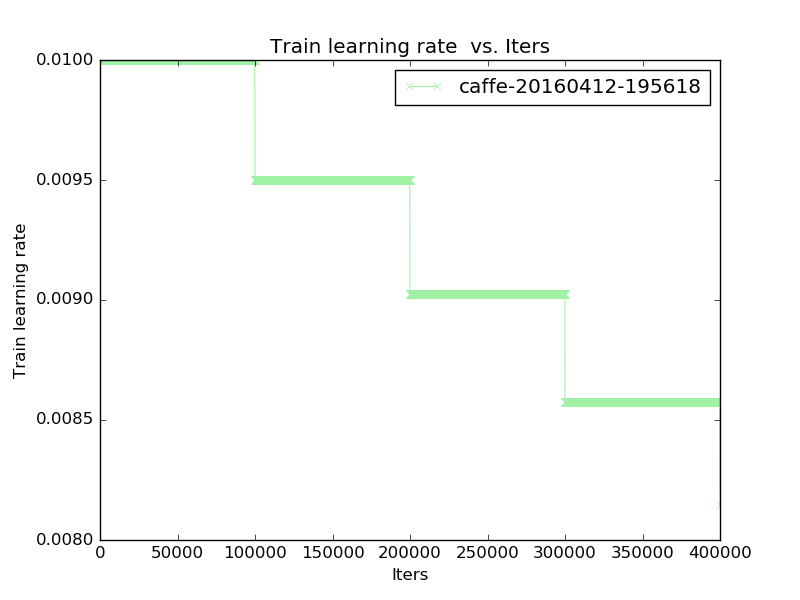 Train learning rate  vs. Iters
caffe-20160412-195618
Train learning rate
0.0100
0.0095
0.0090
0.0085
0.0080
0 50000 100000 150000 200000 250000 300000 350000 400000
Iters